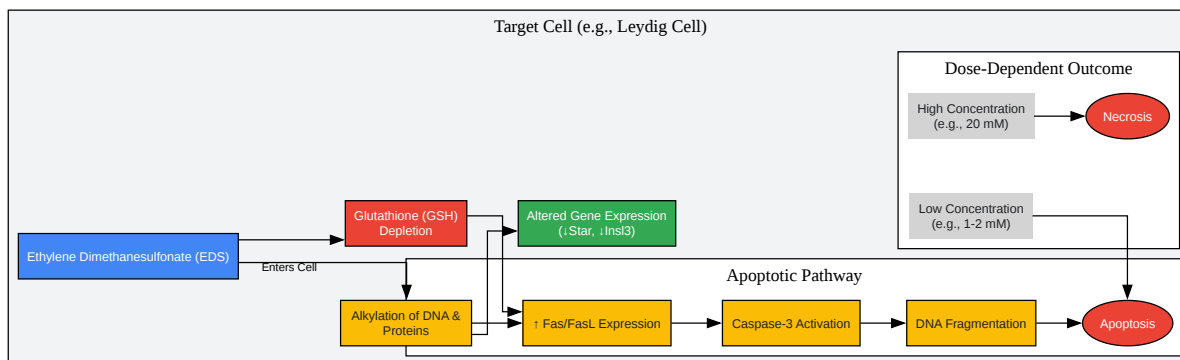 Target Cell (e.g., Leydig Cell)
Dose-Dependent Outcome
High Concentration
(e.g., 20 mM)
Necrosis
Low Concentration
(e.g., 1-2 mM)
Glutathione (GSH)
Depletion
Altered Gene Expression
(↓Star, ↓Insl3)
Ethylene Dimethanesulfonate (EDS)
Enters Cell
Apoptotic Pathway
Alkylation of DNA &
Proteins
↑ Fas/FasL Expression
Caspase-3 Activation
DNA Fragmentation
Apoptosis